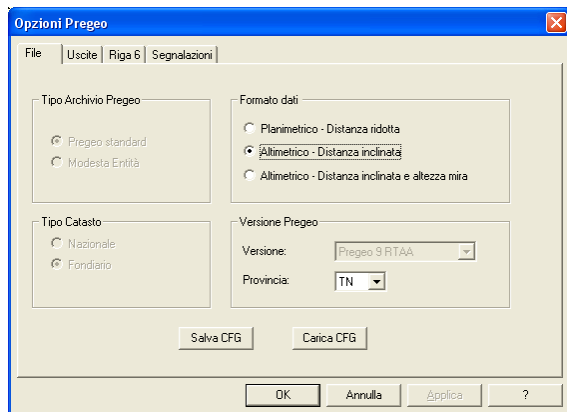 Opzioni Pregeo
File Uscite Riga 6 Segnalazioni
Tipo Archivio Pregeo
Pregeo standard
Modesta Entità
Formato dati
Planimetrico - Distanza ridotta
Altimetrico - Distanza inclinata
Altimetrico - Distanza inclinata e altezza mira
Tipo Catasto
Nazionale
Fondiario
Versione Pregeo
Versione: Pregeo 9 RTAA
Provincia: TN
Salva CFG Carica CFG
OK Annulla Applica ?